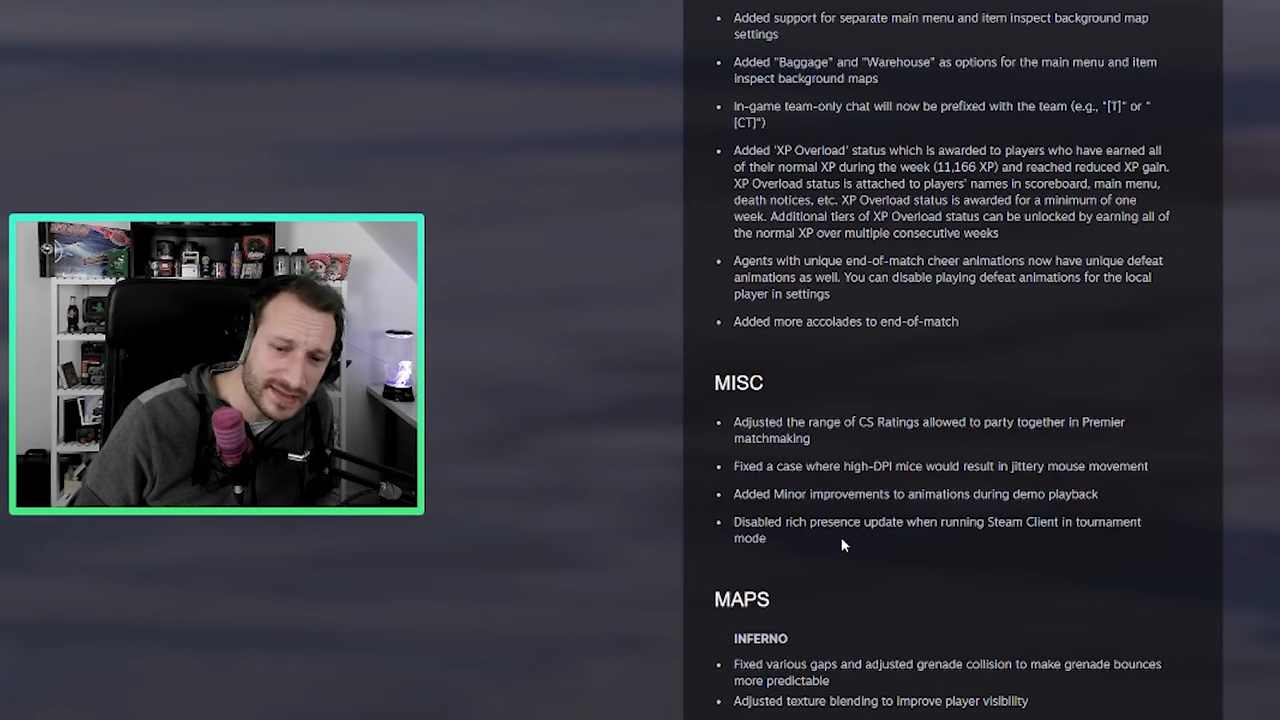 • Added support for separate main menu and item inspect background map
settings
• Added "Baggage" and "Warehouse" as options for the main menu and item
inspect background maps
• In-game team-only chat will now be prefixed with the team (e.g., "[T]" or "
[CT]")
• Added 'XP Overload' status which is awarded to players who have earned all
of their normal XP during the week (11,166 XP) and reached reduced XP gain.
XP Overload status is attached to players' names in scoreboard, main menu,
death notices, etc. XP Overload status is awarded for a minimum of one
week. Additional tiers of XP Overload status can be unlocked by earning all of
the normal XP over multiple consecutive weeks
• Agents with unique end-of-match cheer animations now have unique defeat
animations as well. You can disable playing defeat animations for the local
player in settings
• Added more accolades to end-of-match
MISC
• Adjusted the range of CS Ratings allowed to party together in Premier
matchmaking
• Fixed a case where high-DPI mice would result in jittery mouse movement
• Added Minor improvements to animations during demo playback
• Disabled rich presence update when running Steam Client in tournament
mode
MAPS
INFERNO
• Fixed various gaps and adjusted grenade collision to make grenade bounces
more predictable
• Adjusted texture blending to improve player visibility